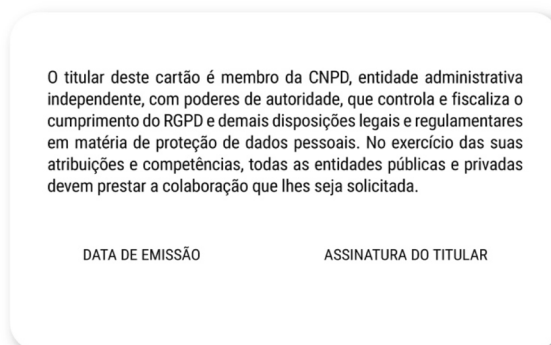 O titular deste cartão é membro da CNPD, entidade administrativa
independente, com poderes de autoridade, que controla e fiscaliza o
cumprimento do RGPD e demais disposições legais e regulamentares
em matéria de proteção de dados pessoais. No exercício das suas
atribuições e competências, todas as entidades públicas e privadas
devem prestar a colaboração que lhes seja solicitada.
DATA DE EMISSÃO ASSINATURA DO TITULAR